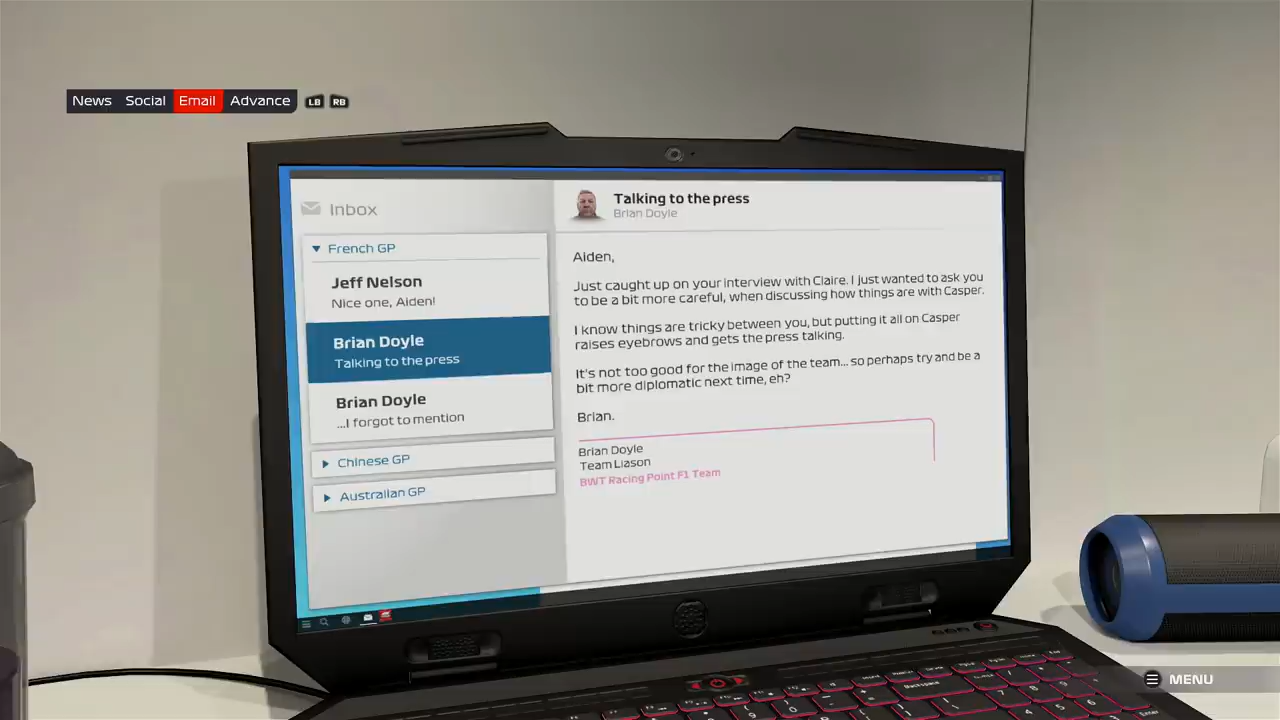 News Social Email Advance LB RB
Inbox
French GP
Jeff Nelson
Nice one, Aiden!
Brian Doyle
Talking to the press
Brian Doyle
...I forgot to mention
Chinese GP
Australian GP
Talking to the press
Brian Doyle
Aiden,
Just caught up on your interview with Claire. I just wanted to ask you
to be a bit more careful, when discussing how things are with Casper.
I know things are tricky between you, but putting it all on Casper
raises eyebrows and gets the press talking.
It's not too good for the image of the team... so perhaps try and be a
bit more diplomatic next time, eh?
Brian.
Brian Doyle
Team Liason
BWT Racing Point F1 Team
Backspace
Enter
MENU